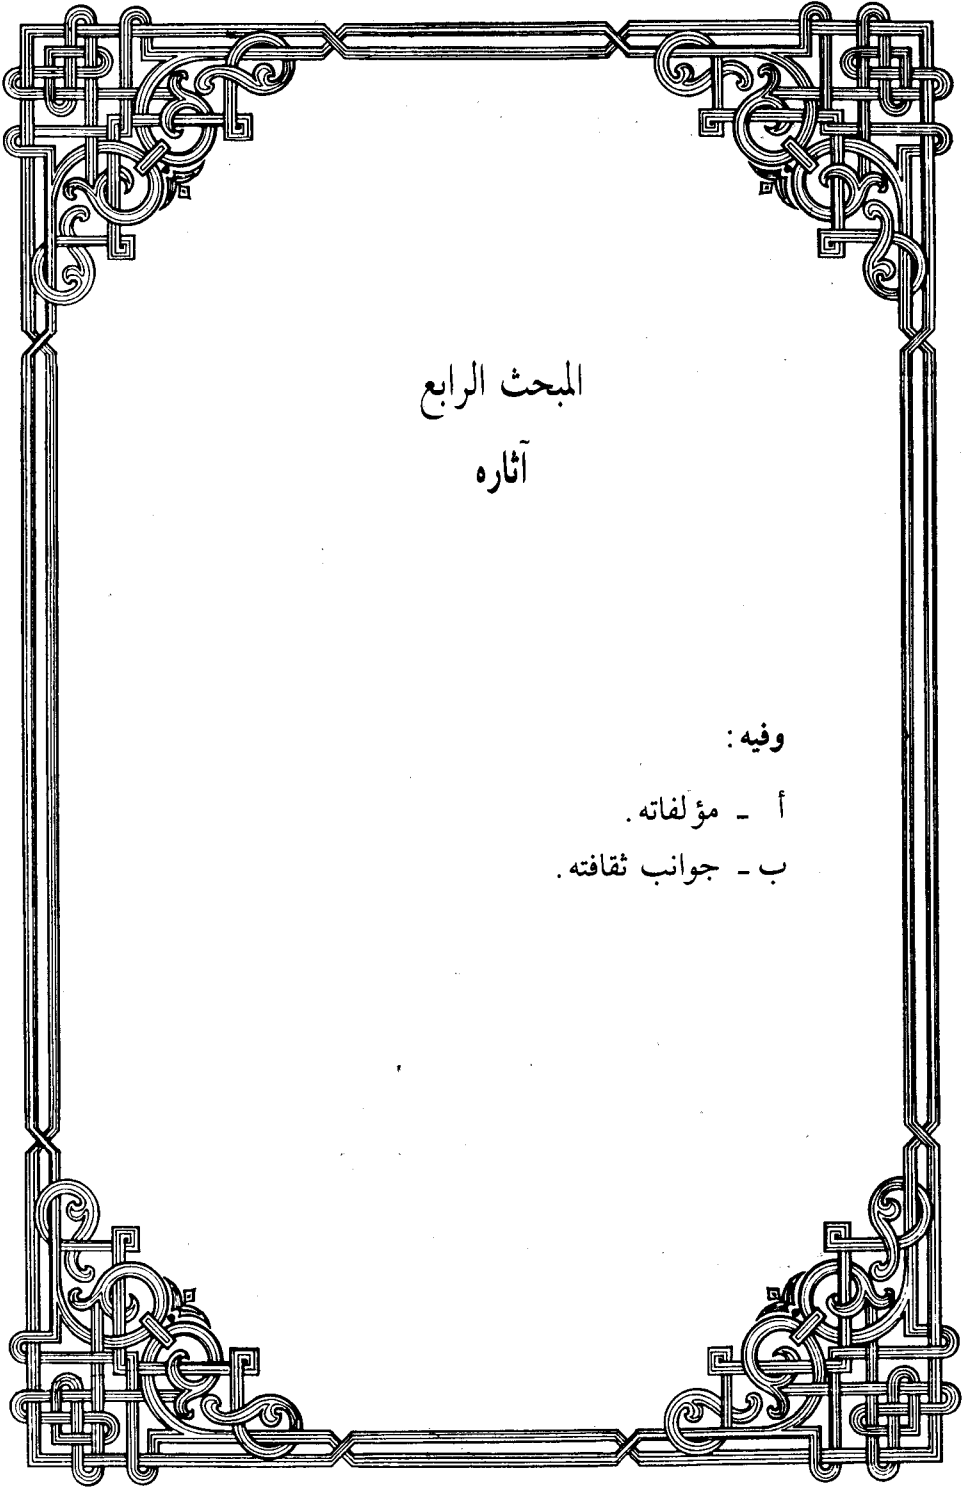 المبحث الرابع
آثاره
وفيه :
أ - مؤلفاته .
ب - جوانب ثقافته .